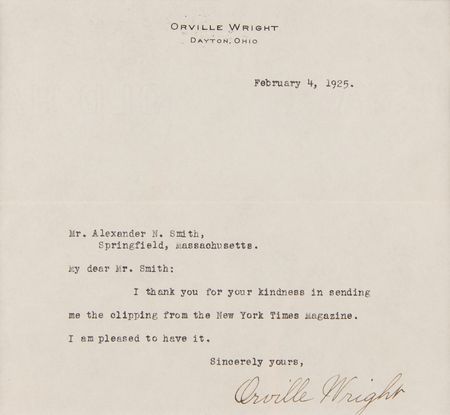 Orville Wright
Dayton, Ohio
February 4, 1925.
Mr. Alexander N. Smith,
Springfield, Massachusetts.
My dear Mr. Smith:
I thank you for your kindness in sending
me the clipping from the New York Times Magazine.
I am pleased to have it.
Sincerely yours,
Orville Wright